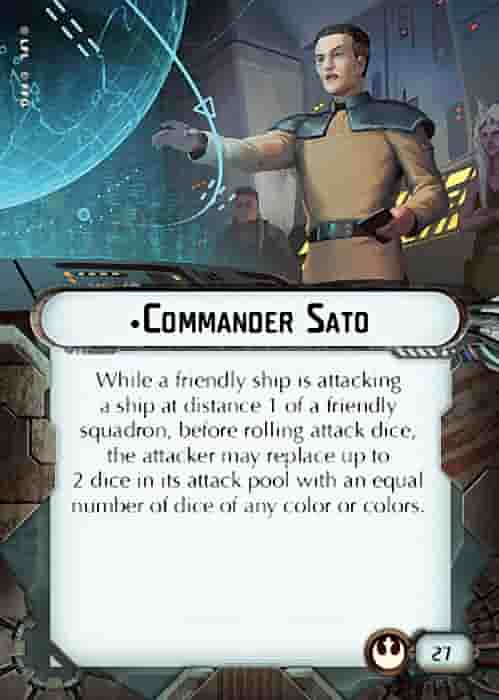 •Commander Sato
While a friendly ship is attacking
a ship at distance 1 of a friendly
squadron, before rolling attack dice,
the attacker may replace up to
2 dice in its attack pool with an equal
number of dice of any color or colors.
27